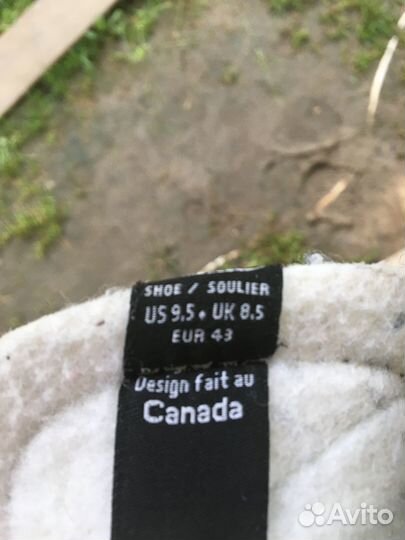 SHOE / SOULIER
US 9.5 • UK 8.5
EUR 43
Design fait au
Canada
Avito